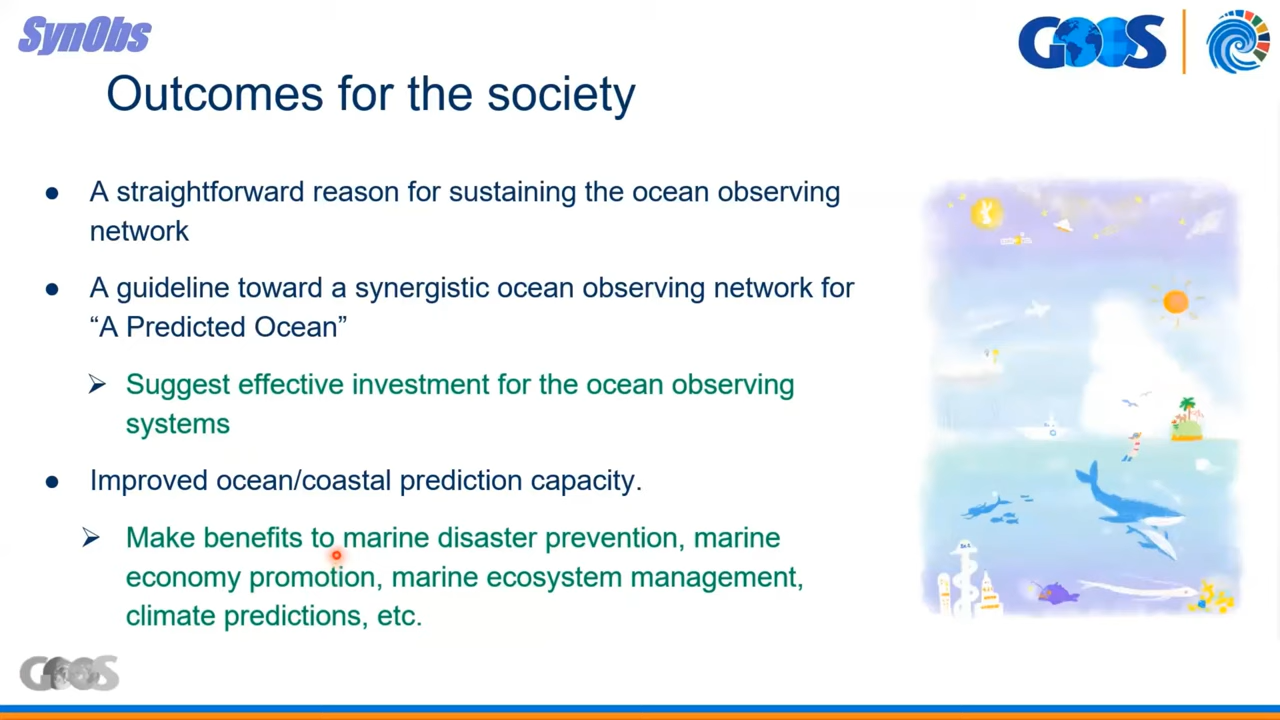 SynObs
GOOS
Outcomes for the society
● A straightforward reason for sustaining the ocean observing
network
● A guideline toward a synergistic ocean observing network for
“A Predicted Ocean”
➢ Suggest effective investment for the ocean observing
systems
● Improved ocean/coastal prediction capacity.
➢ Make benefits to marine disaster prevention, marine
economy promotion, marine ecosystem management,
climate predictions, etc.
GOOS